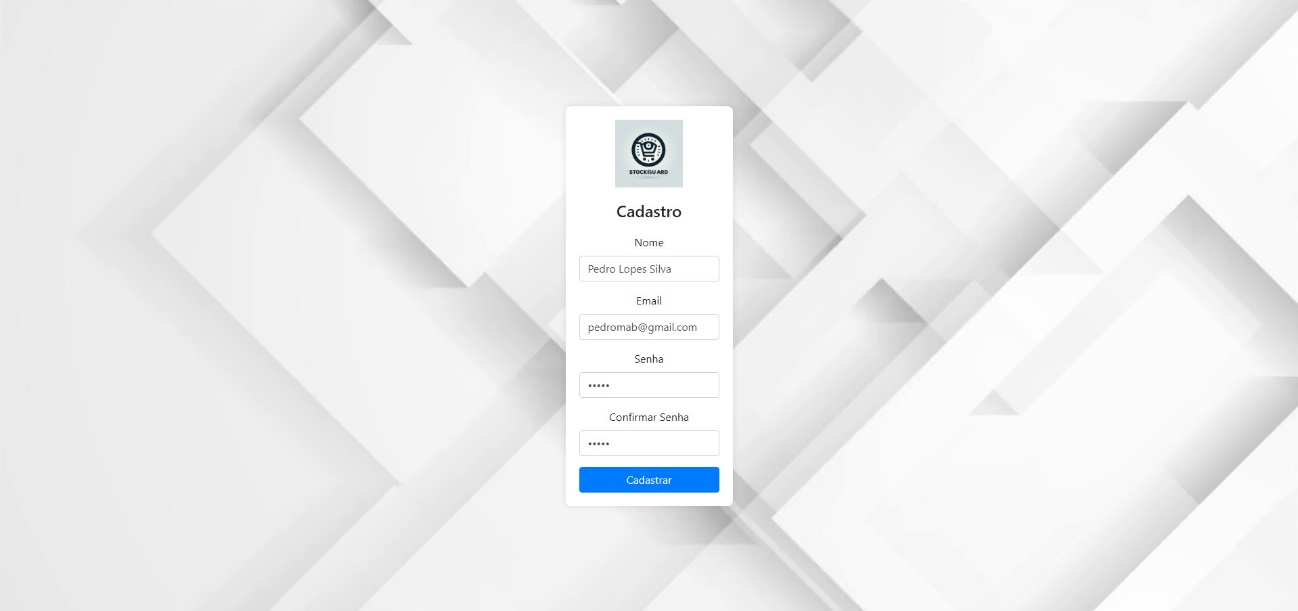 STOCKGUARD
Cadastro
Nome
Pedro Lopes Silva
Email
pedromab@gmail.com
Senha
•••••
Confirmar Senha
•••••
Cadastrar